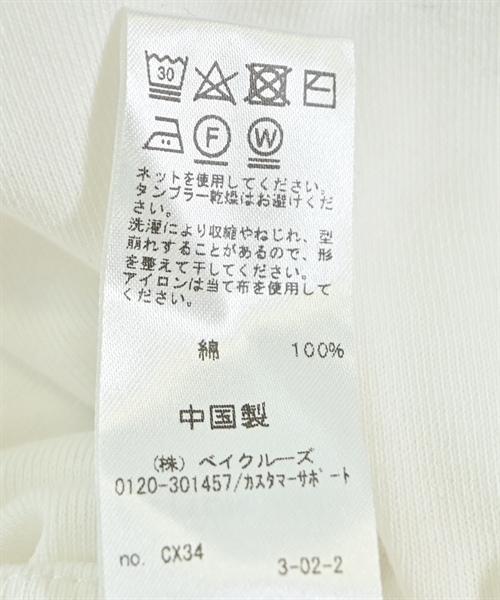 30
F W
ネットを使用してください。
タンブラー乾燥はお避けくだ
さい。
洗濯により収縮やねじれ、型
崩れすることがあるので、形
を整えて干してください。
アイロンは当て布を使用して
ください。
綿 100%
中国製
(株) ベイクルーズ
0120-301457/カスタマーサポート
no. CX34 3-02-2